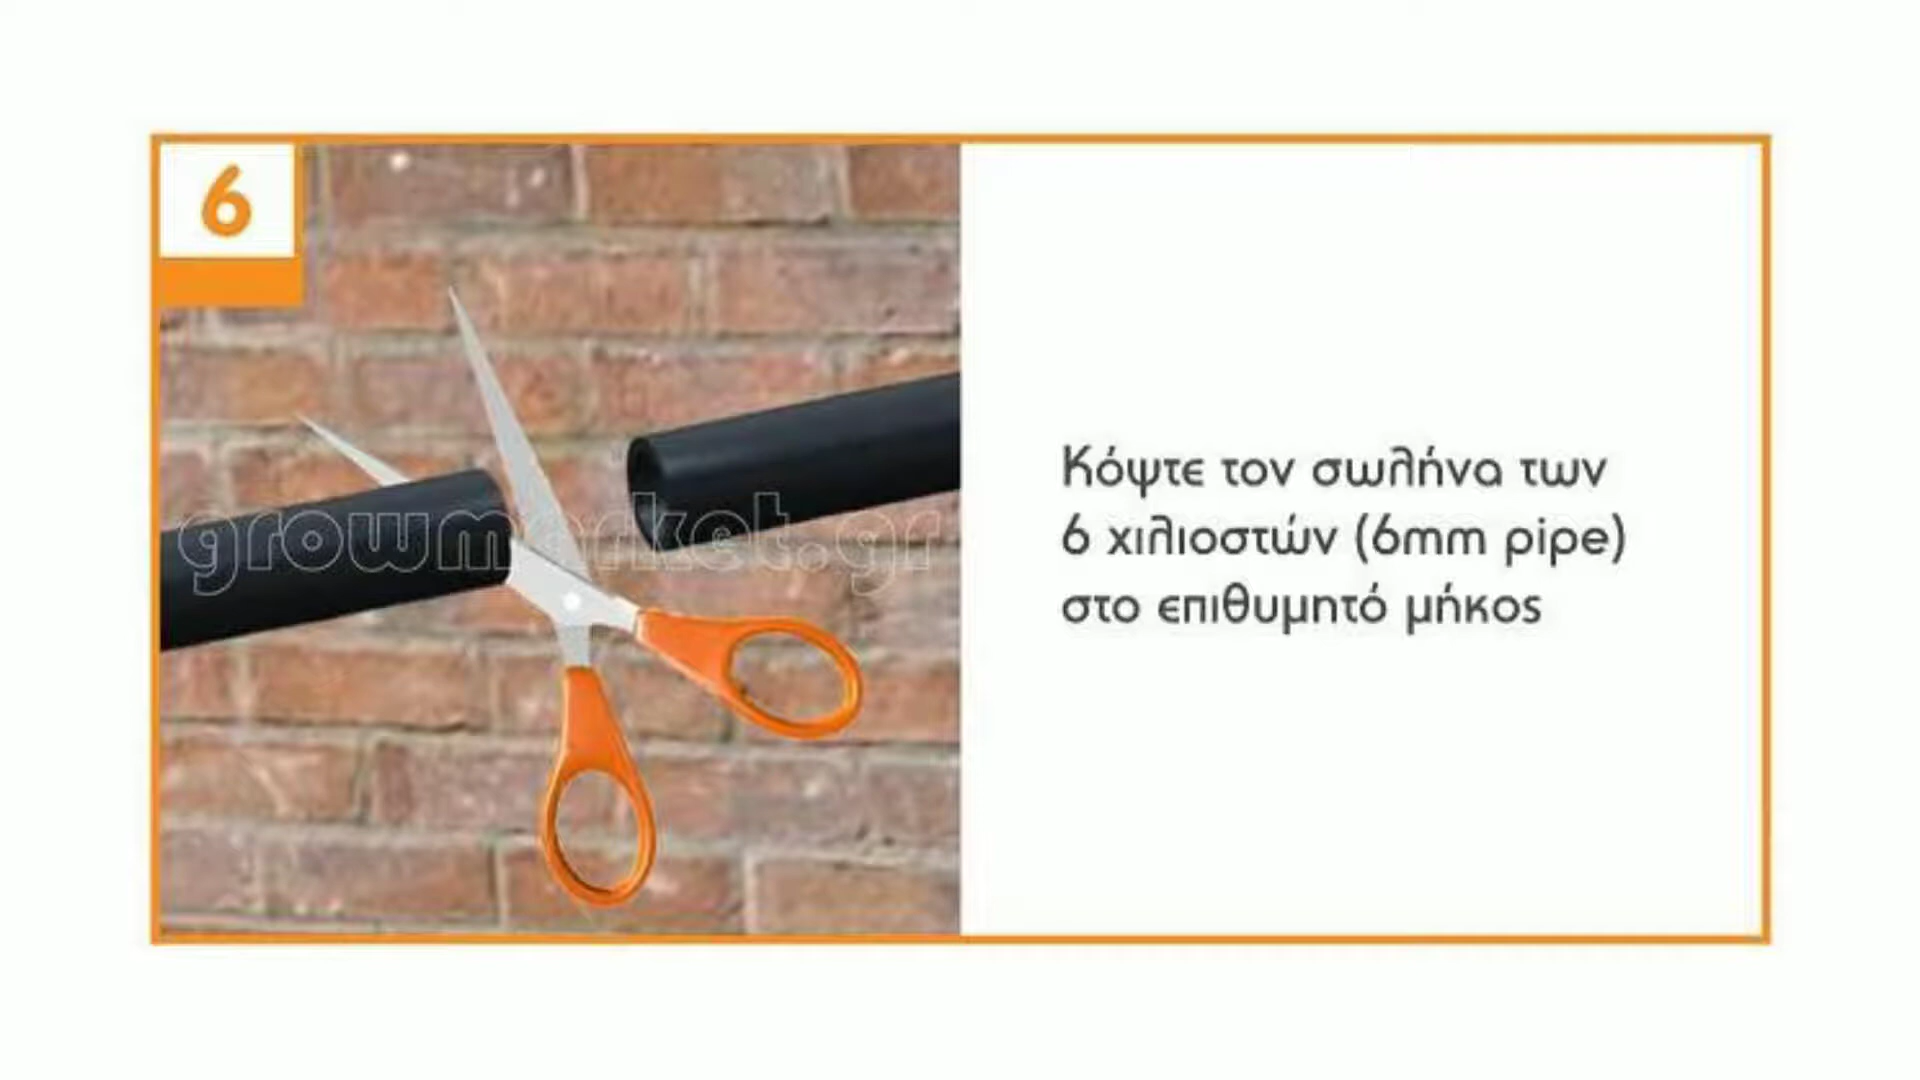 6
growmarket.gr
Κόψτε τον σωλήνα των
6 χιλιοστών (6mm pipe)
στο επιθυμητό μήκος